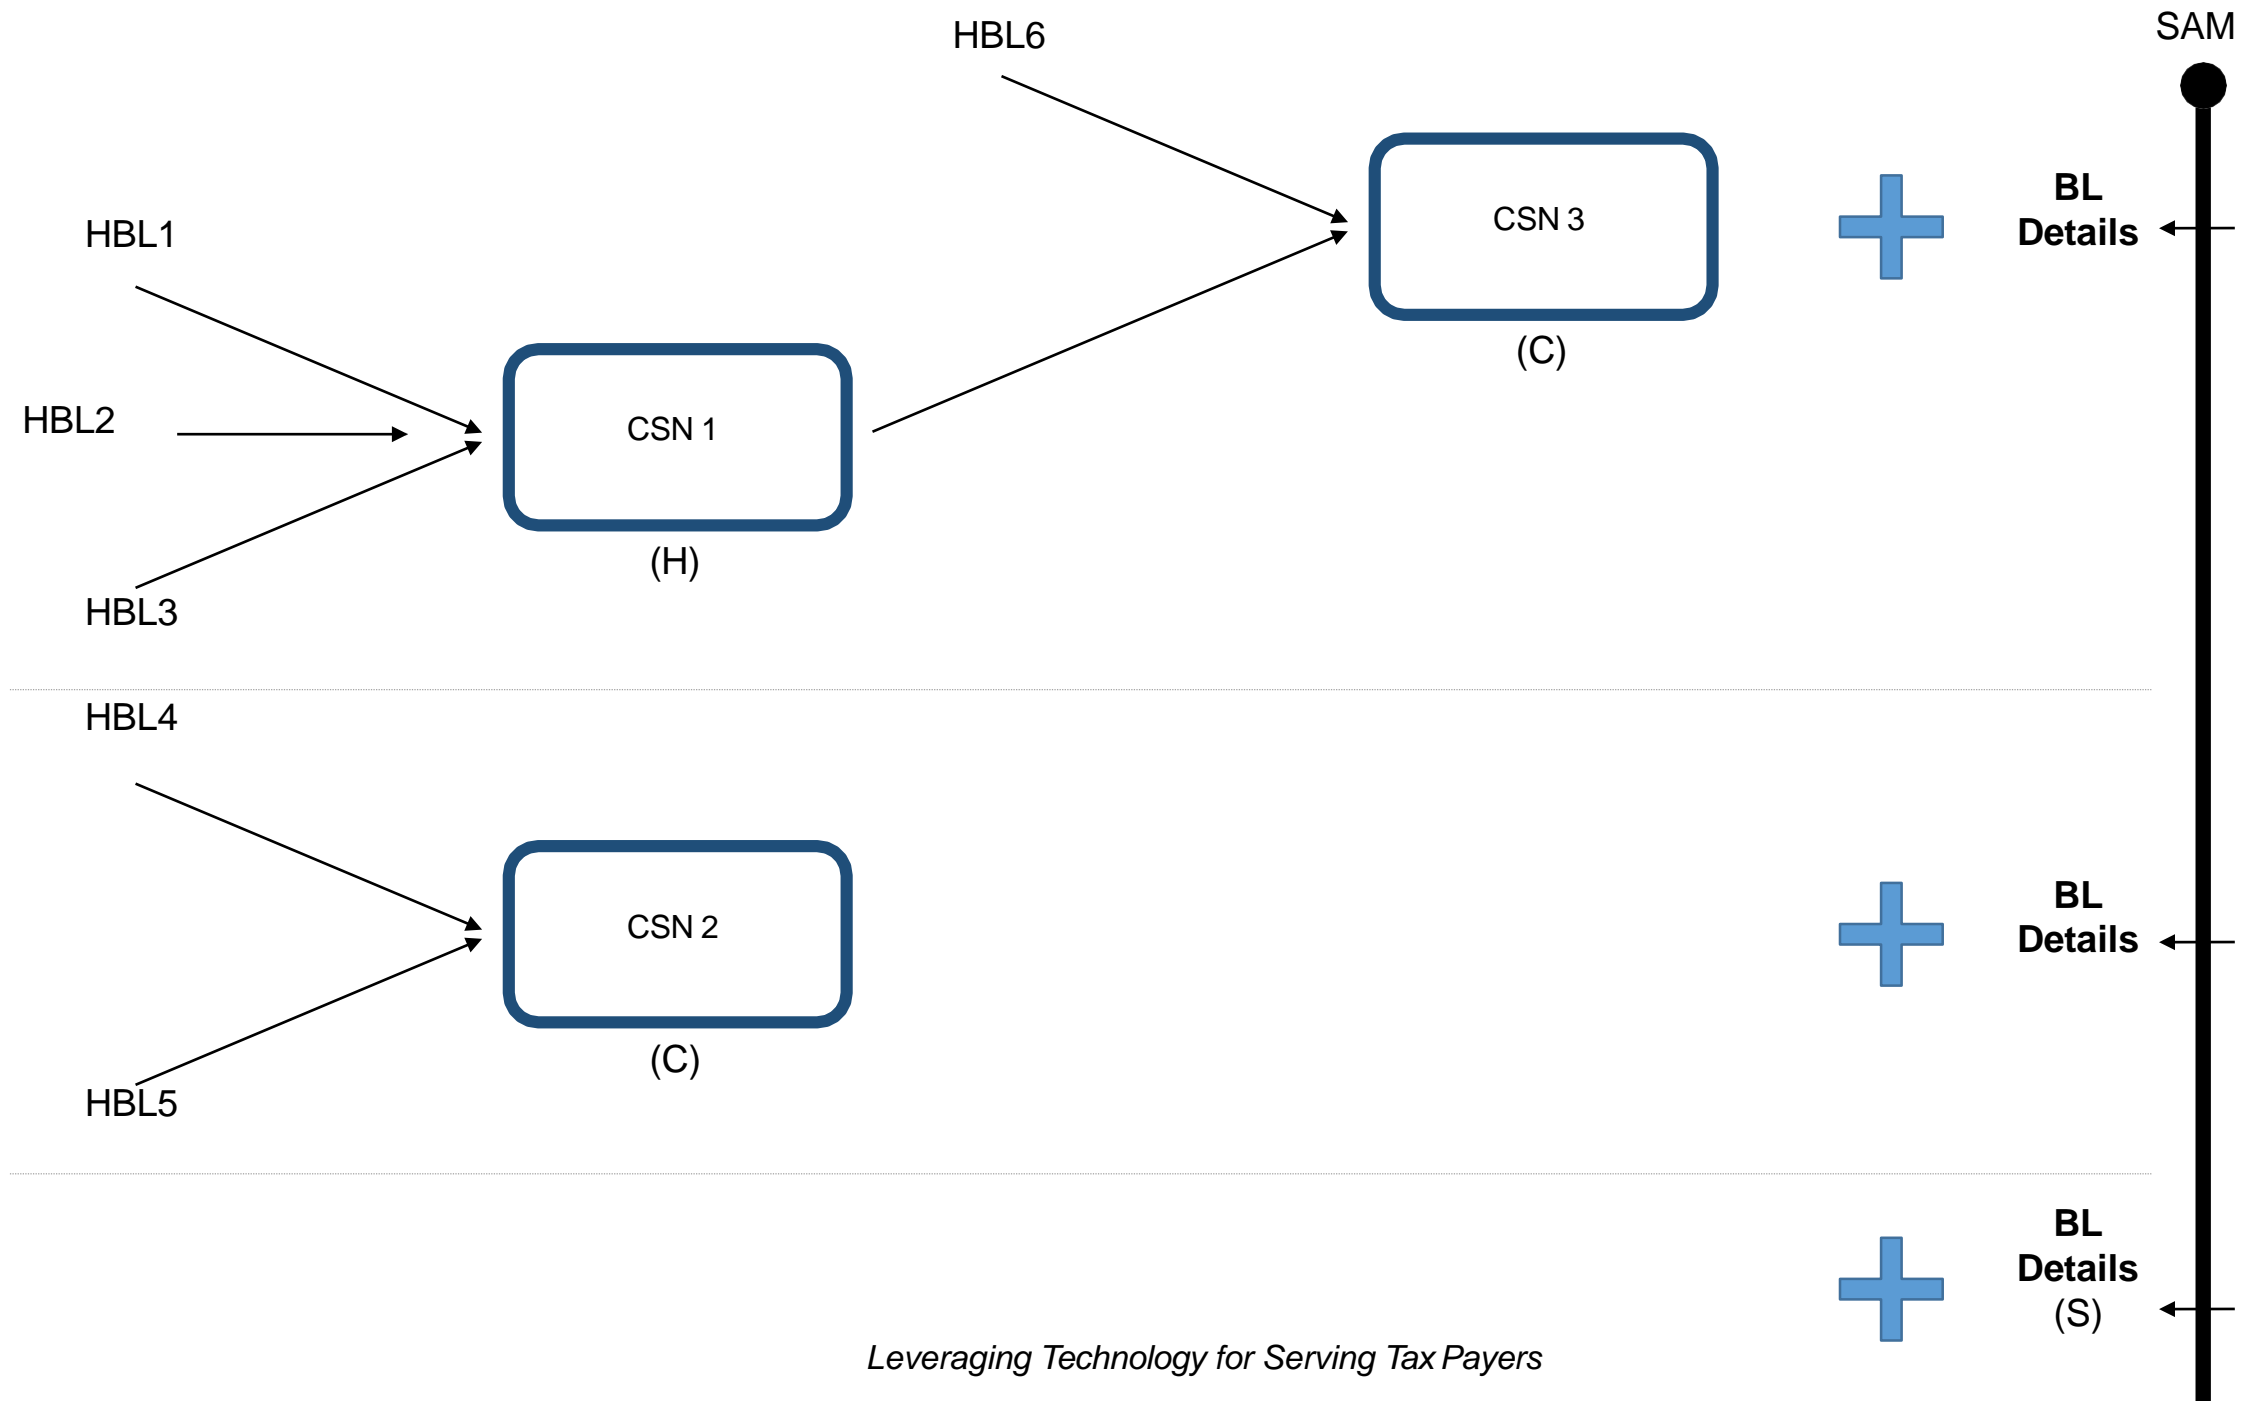 SAM
HBL6
BL
Details
CSN 3
HBL1
(C)
HBL2
CSN 1
(H)
HBL3
HBL4
BL
Details
CSN 2
(C)
HBL5
BL
Details
(S)
Leveraging Technology for Serving Tax Payers